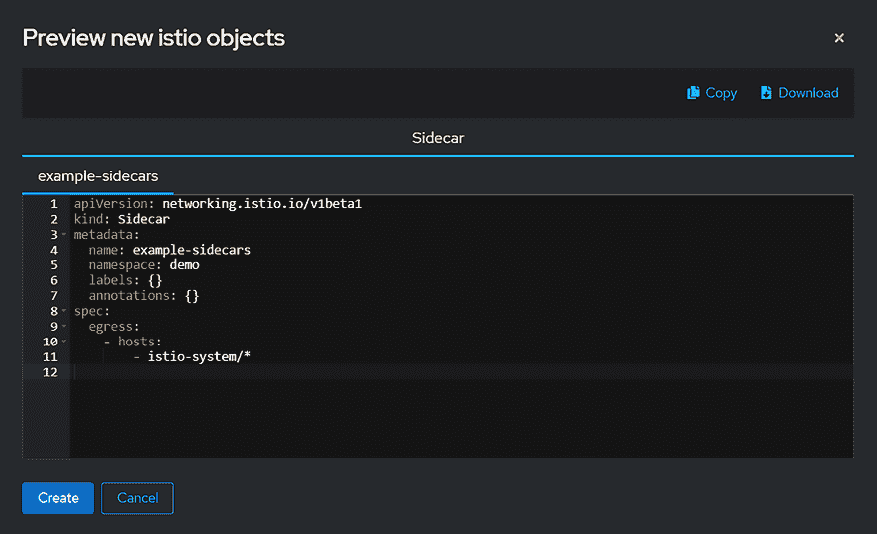 Preview new istio objects ×
Copy Download
Sidecar
example-sidecars
1 apiVersion: networking.istio.io/v1beta1
2 kind: Sidecar
3 metadata:
4   name: example-sidecars
5   namespace: demo
6   labels: {}
7   annotations: {}
8 spec:
9   egress:
10     - hosts:
11         - istio-system/*
12
Create Cancel